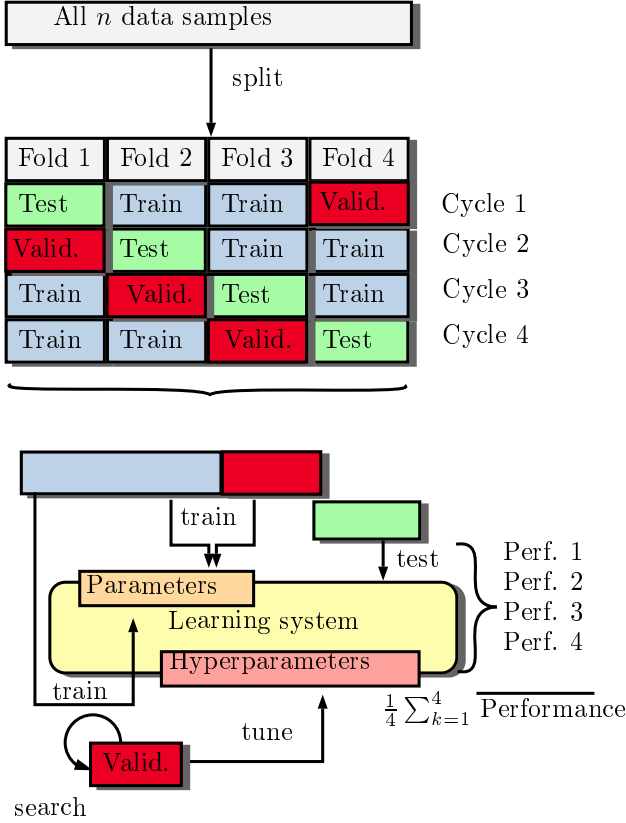 All n data samples
split
Fold 1 Fold 2 Fold 3 Fold 4
Test Train Train Valid. Cycle 1
Valid. Test Train Train Cycle 2
Train Valid. Test Train Cycle 3
Train Train Valid. Test Cycle 4
train
test
Perf. 1
Perf. 2
Perf. 3
Perf. 4
Parameters
Learning system
Hyperparameters
train
1/4 ∑_{k=1}^{4} Performance
tune
Valid.
search